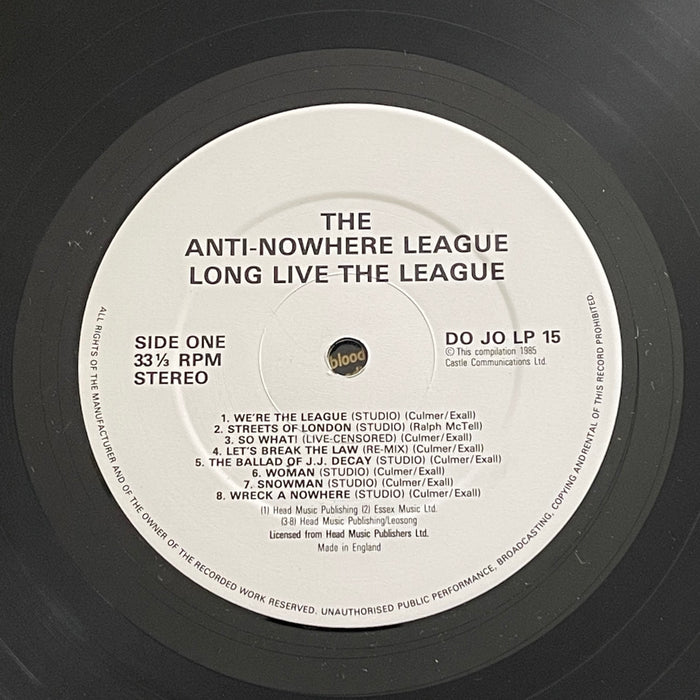 THE
ANTI-NOWHERE LEAGUE
LONG LIVE THE LEAGUE
SIDE ONE
33⅓ RPM
STEREO
DO JO LP 15
© This compilation 1985
Castle Communications Ltd.
blood
1. WE'RE THE LEAGUE (STUDIO) (Culmer/Exall)
2. STREETS OF LONDON (STUDIO) (Ralph McTell)
3. SO WHAT! (LIVE-CENSORED) (Culmer/Exall)
4. LET'S BREAK THE LAW (RE-MIX) (Culmer/Exall)
5. THE BALLAD OF J.J. DECAY (STUDIO) (Culmer/Exall)
6. WOMAN (STUDIO) (Culmer/Exall)
7. SNOWMAN (STUDIO) (Culmer/Exall)
8. WRECK A NOWHERE (STUDIO) (Culmer/Exall)
(1) Head Music Publishing (2) Essex Music Ltd.
(3-8) Head Music Publishing/Leosong
Licensed from Head Music Publishers Ltd.
Made in England
ALL RIGHTS OF THE MANUFACTURER AND OF THE OWNER OF THE RECORDED WORK RESERVED. UNAUTHORISED PUBLIC PERFORMANCE, BROADCASTING, COPYING ANDRENTAL OF THIS RECORD PROHIBITED.